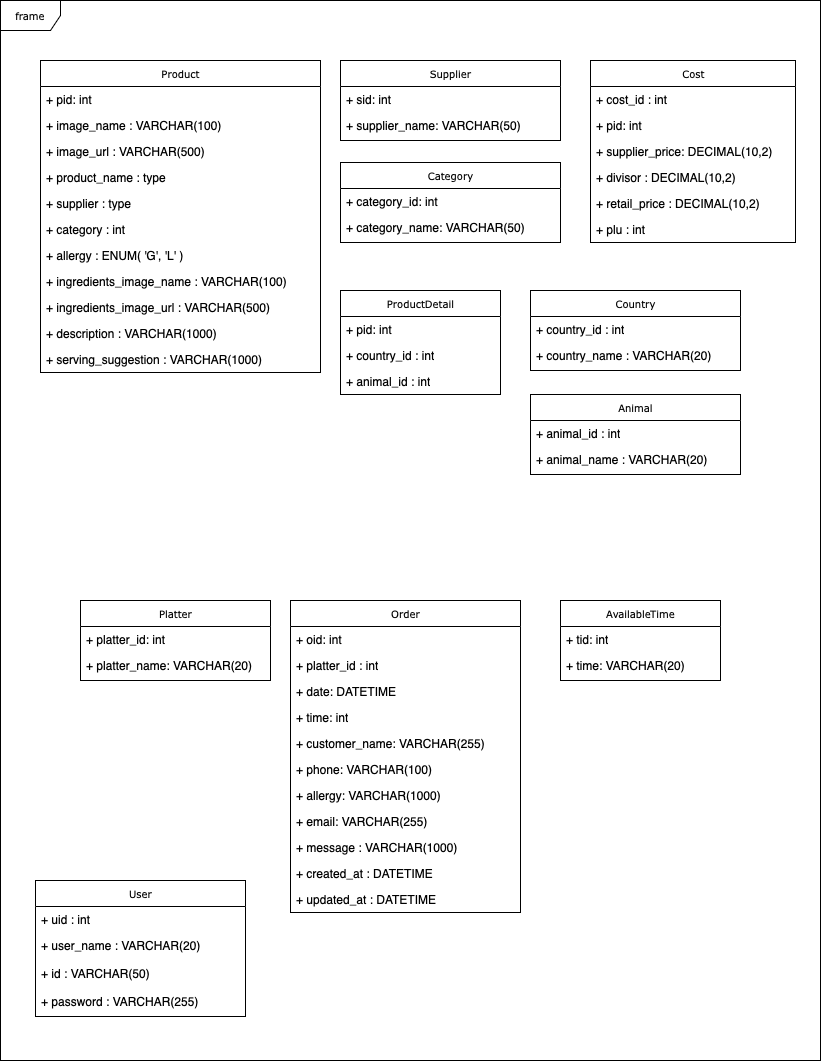 frame
Product
+ pid: int
+ image_name : VARCHAR(100)
+ image_url : VARCHAR(500)
+ product_name : type
+ supplier : type
+ category : int
+ allergy : ENUM( 'G', 'L' )
+ ingredients_image_name : VARCHAR(100)
+ ingredients_image_url : VARCHAR(500)
+ description : VARCHAR(1000)
+ serving_suggestion : VARCHAR(1000)
Supplier
+ sid: int
+ supplier_name: VARCHAR(50)
Category
+ category_id: int
+ category_name: VARCHAR(50)
Cost
+ cost_id : int
+ pid: int
+ supplier_price: DECIMAL(10,2)
+ divisor : DECIMAL(10,2)
+ retail_price : DECIMAL(10,2)
+ plu : int
ProductDetail
+ pid: int
+ country_id : int
+ animal_id : int
Country
+ country_id : int
+ country_name : VARCHAR(20)
Animal
+ animal_id : int
+ animal_name : VARCHAR(20)
Platter
+ platter_id: int
+ platter_name: VARCHAR(20)
Order
+ oid: int
+ platter_id : int
+ date: DATETIME
+ time: int
+ customer_name: VARCHAR(255)
+ phone: VARCHAR(100)
+ allergy: VARCHAR(1000)
+ email: VARCHAR(255)
+ message : VARCHAR(1000)
+ created_at : DATETIME
+ updated_at : DATETIME
AvailableTime
+ tid: int
+ time: VARCHAR(20)
User
+ uid : int
+ user_name : VARCHAR(20)
+ id : VARCHAR(50)
+ password : VARCHAR(255)